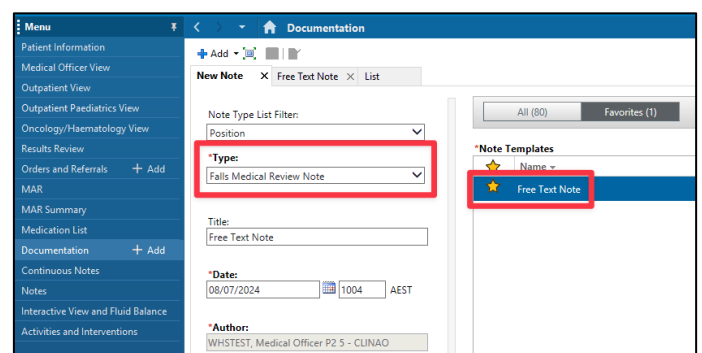 Menu
Patient Information
Medical Officer View
Outpatient View
Outpatient Paediatrics View
Oncology/Haematology View
Results Review
Orders and Referrals + Add
MAR
MAR Summary
Medication List
Documentation + Add
Continuous Notes
Notes
Interactive View and Fluid Balance
Activities and Interventions
Documentation
+ Add
New Note × Free Text Note × List
Note Type List Filter:
Position
*Type:
Falls Medical Review Note
Title:
Free Text Note
*Date:
08/07/2024 1004 AEST
*Author:
WHSTEST, Medical Officer P2 5 - CLINAO
All (80) Favorites (1)
*Note Templates
Name
Free Text Note